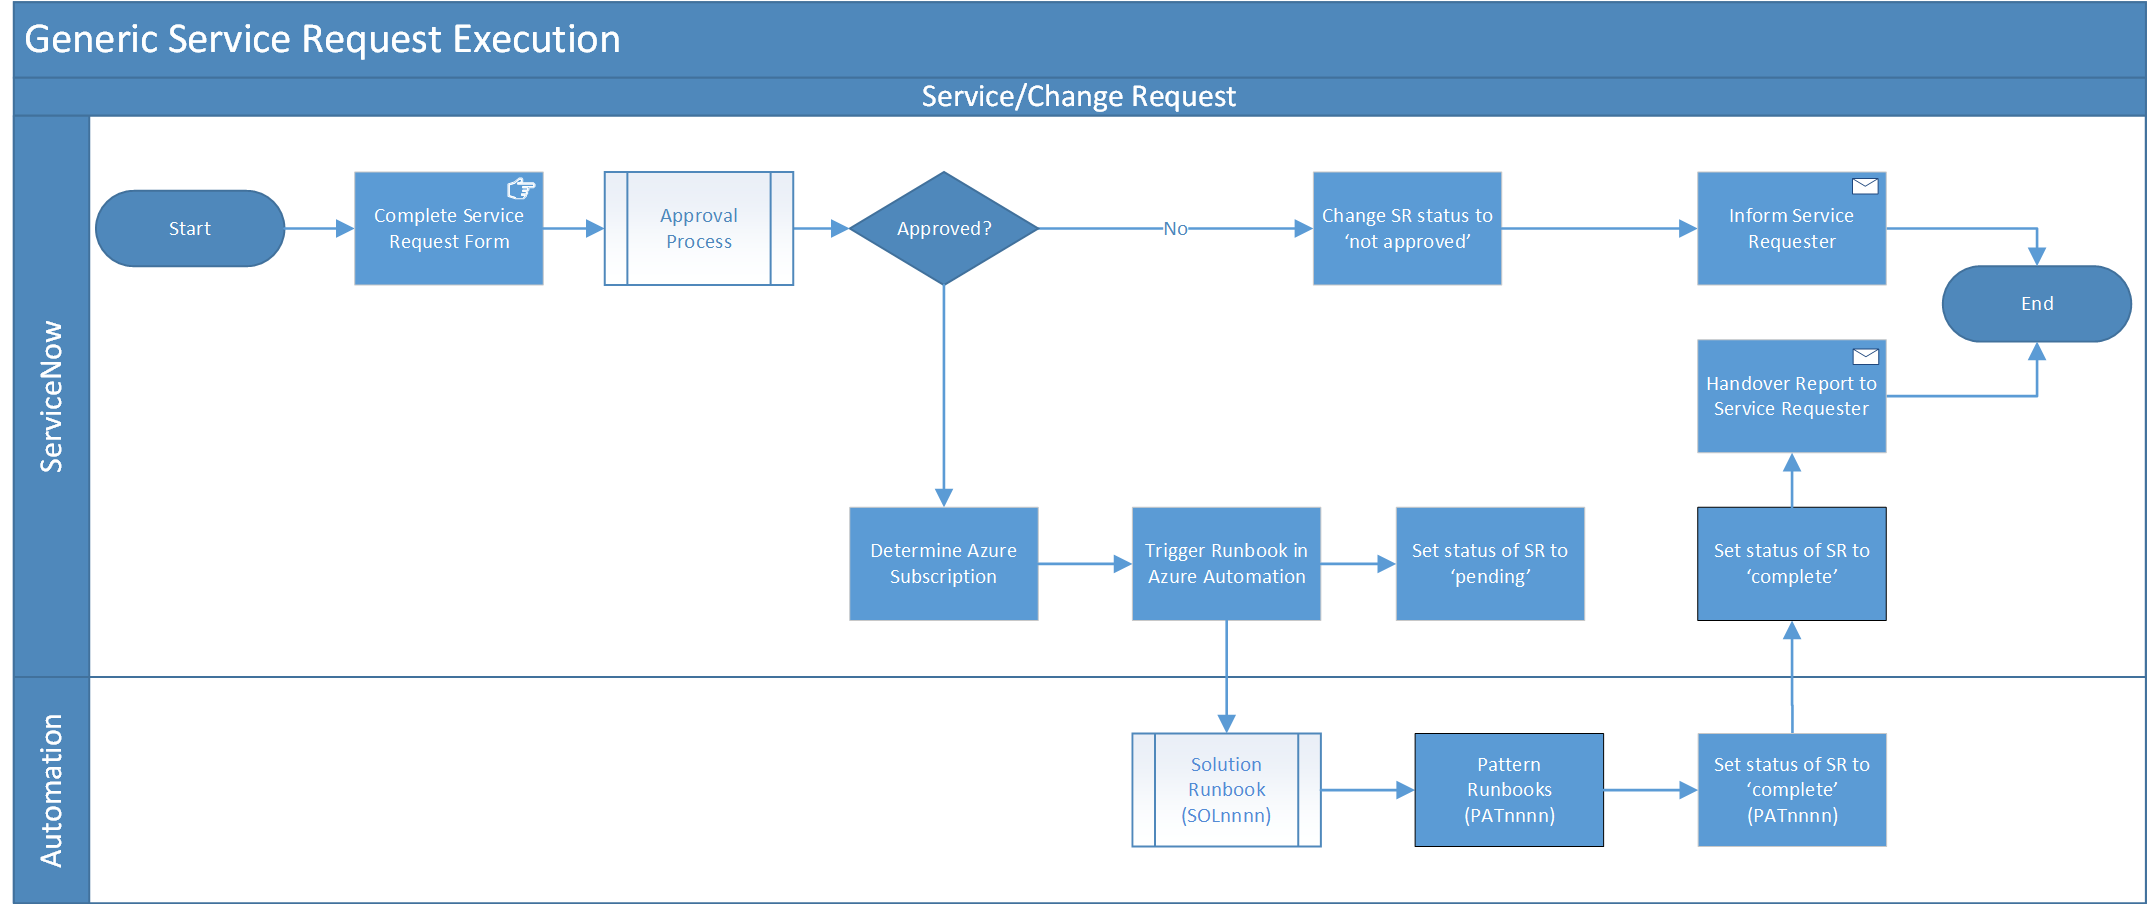 Generic Service Request Execution
Service/Change Request
ServiceNow
Start
Complete Service
Request Form
Approval
Process
Approved?
No
Change SR status to
‘not approved’
Inform Service
Requester
End
Handover Report to
Service Requester
Determine Azure
Subscription
Trigger Runbook in
Azure Automation
Set status of SR to
‘pending’
Set status of SR to
‘complete’
Automation
Solution
Runbook
(SOLnnnn)
Pattern
Runbooks
(PATnnnn)
Set status of SR to
‘complete’
(PATnnnn)